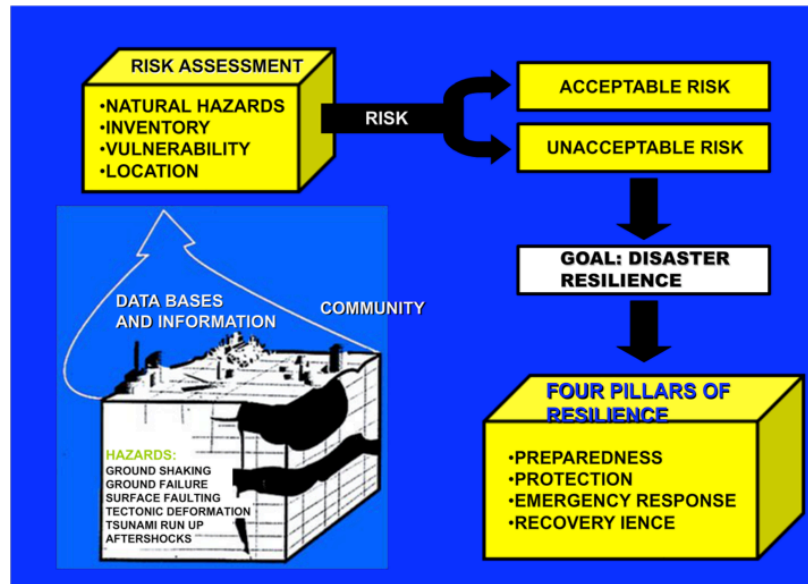 RISK ASSESSMENT
•NATURAL HAZARDS
•INVENTORY
•VULNERABILITY
•LOCATION
RISK
ACCEPTABLE RISK
UNACCEPTABLE RISK
GOAL: DISASTER
RESILIENCE
DATA BASES
AND INFORMATION
COMMUNITY
HAZARDS:
GROUND SHAKING
GROUND FAILURE
SURFACE FAULTING
TECTONIC DEFORMATION
TSUNAMI RUN UP
AFTERSHOCKS
FOUR PILLARS OF
RESILIENCE
•PREPAREDNESS
•PROTECTION
•EMERGENCY RESPONSE
•RECOVERY IENCE